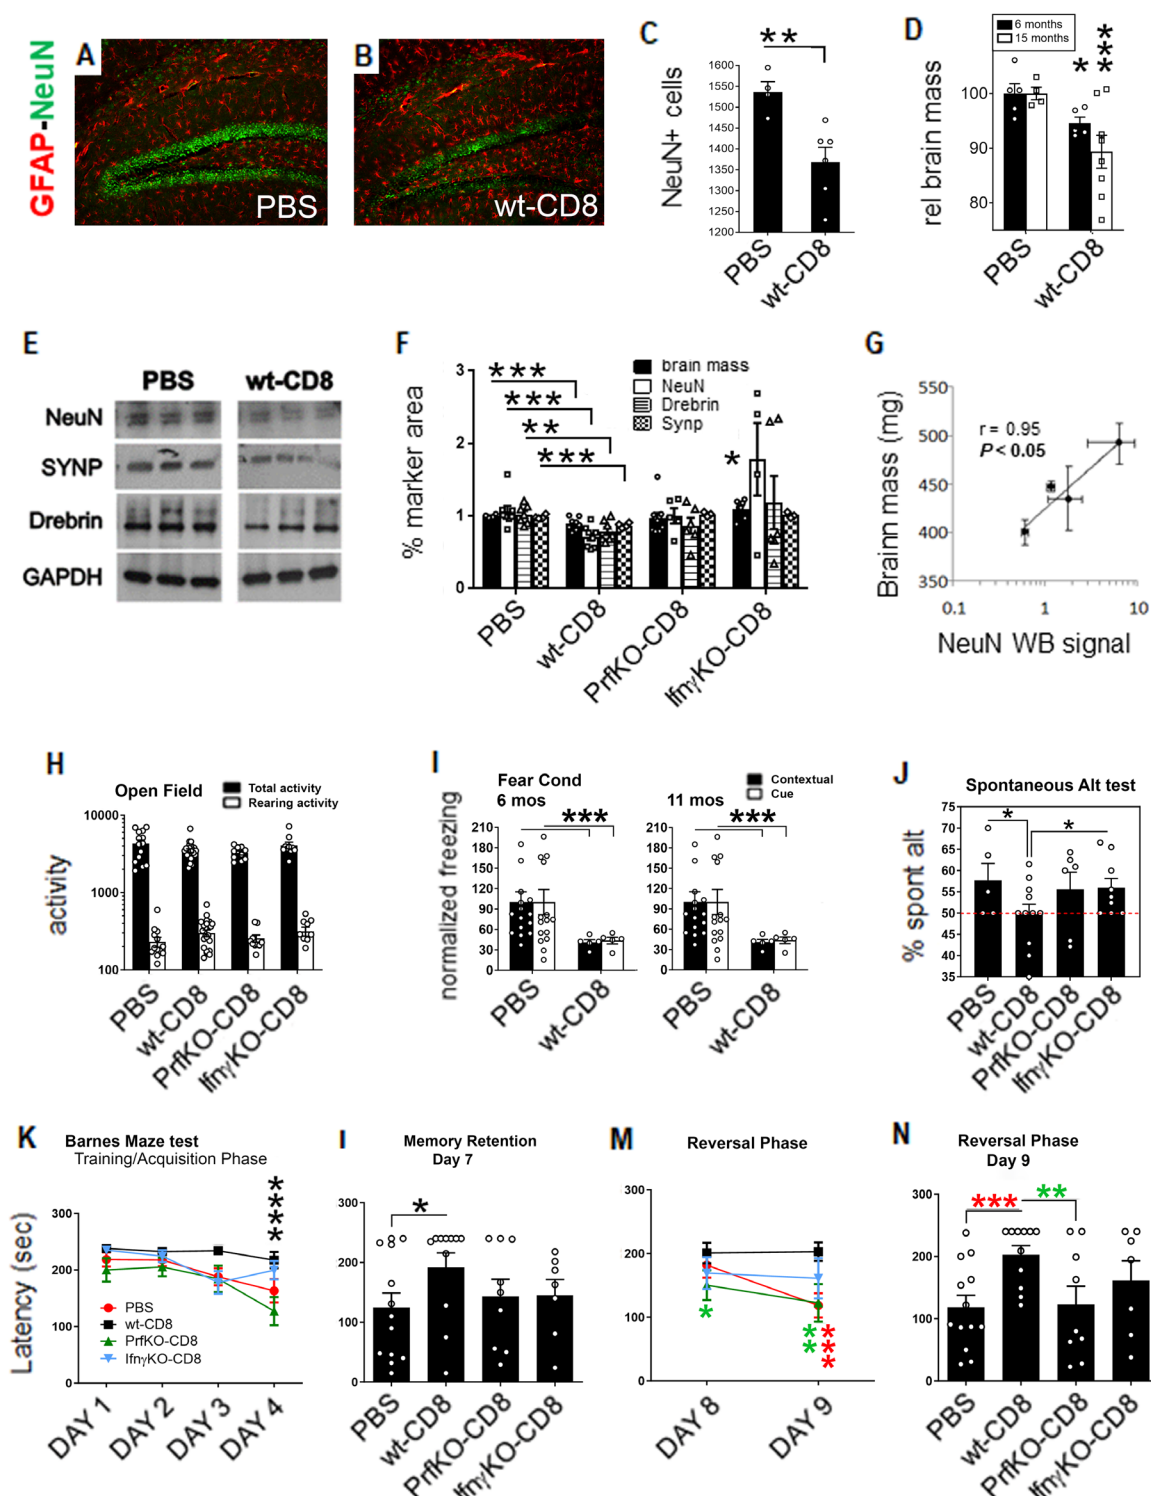 GFAP-NeuN
A
PBS
B
wt-CD8
C
**
NeuN+ cells
1600
1550
1500
1450
1400
1350
1300
1250
1200
PBS
wt-CD8
D
6 months
15 months
*
***
rel brain mass
100
90
80
PBS
wt-CD8
E
PBS wt-CD8
NeuN
SYNP
Drebrin
GAPDH
F
brain mass
NeuN
Drebrin
Synp
***
***
**
***
*
% marker area
3
2
1
0
PBS
wt-CD8
PrfKO-CD8
IfnγKO-CD8
G
r = 0.95
P < 0.05
Brainn mass (mg)
550
500
450
400
350
0.1 1 10
NeuN WB signal
H
Open Field
Total activity
Rearing activity
activity
10000
1000
100
PBS
wt-CD8
PrfKO-CD8
IfnγKO-CD8
I
Fear Cond
6 mos
11 mos
Contextual
Cue
***
***
normalized freezing
210
180
150
120
90
60
30
0
PBS
wt-CD8
210
180
150
120
90
60
30
0
PBS
wt-CD8
J
Spontaneous Alt test
*
*
% spont alt
75
70
65
60
55
50
45
40
35
PBS
wt-CD8
PrfKO-CD8
IfnγKO-CD8
K
Barnes Maze test
Training/Acquisition Phase
****
Latency (sec)
300
200
100
0
PBS
wt-CD8
PrfKO-CD8
IfnγKO-CD8
DAY 1
DAY 2
DAY 3
DAY 4
I
Memory Retention
Day 7
*
300
200
100
0
PBS
wt-CD8
PrfKO-CD8
IfnγKO-CD8
M
Reversal Phase
300
200
100
0
*
**
***
DAY 8
DAY 9
N
Reversal Phase
Day 9
***
**
300
200
100
0
PBS
wt-CD8
PrfKO-CD8
IfnγKO-CD8